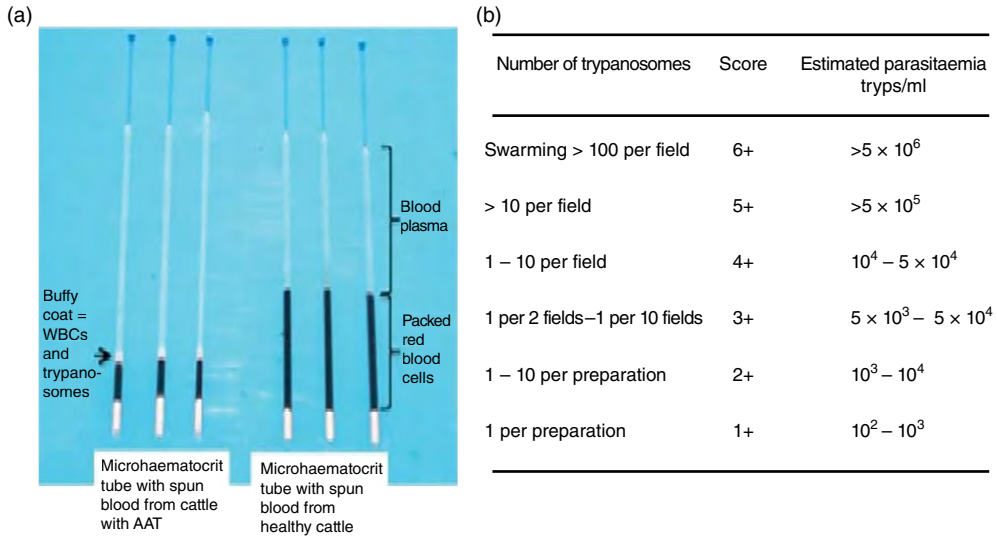 (a)
Blood
plasma
Buffy
coat =
WBCs
and
trypano-
somes
Packed
red
blood
cells
Microhaematocrit
tube with spun
blood from cattle
with AAT
Microhaematocrit
tube with spun
blood from
healthy cattle
(b)
Number of trypanosomes Score Estimated parasitaemia
tryps/ml
Swarming > 100 per field 6+ >5 × 10⁶
> 10 per field 5+ >5 × 10⁵
1 – 10 per field 4+ 10⁴ – 5 × 10⁴
1 per 2 fields–1 per 10 fields 3+ 5 × 10³ – 5 × 10⁴
1 – 10 per preparation 2+ 10³ – 10⁴
1 per preparation 1+ 10² – 10³